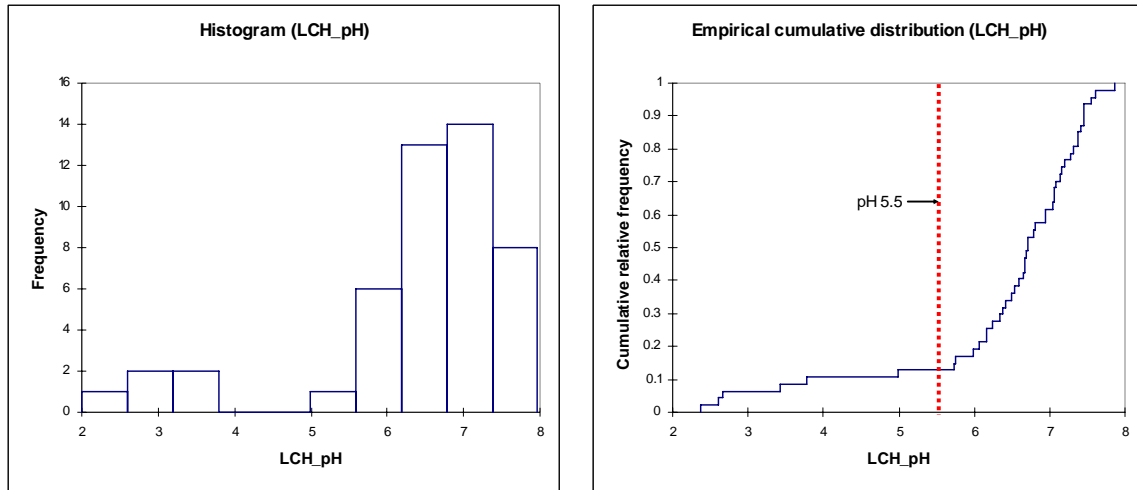 Histogram (LCH_pH)
16
14
12
10
8
6
4
2
0
2 3 4 5 6 7 8
Frequency
LCH_pH
Empirical cumulative distribution (LCH_pH)
1
0.9
0.8
0.7
0.6
0.5
0.4
0.3
0.2
0.1
0
2 3 4 5 6 7 8
Cumulative relative frequency
pH 5.5
LCH_pH